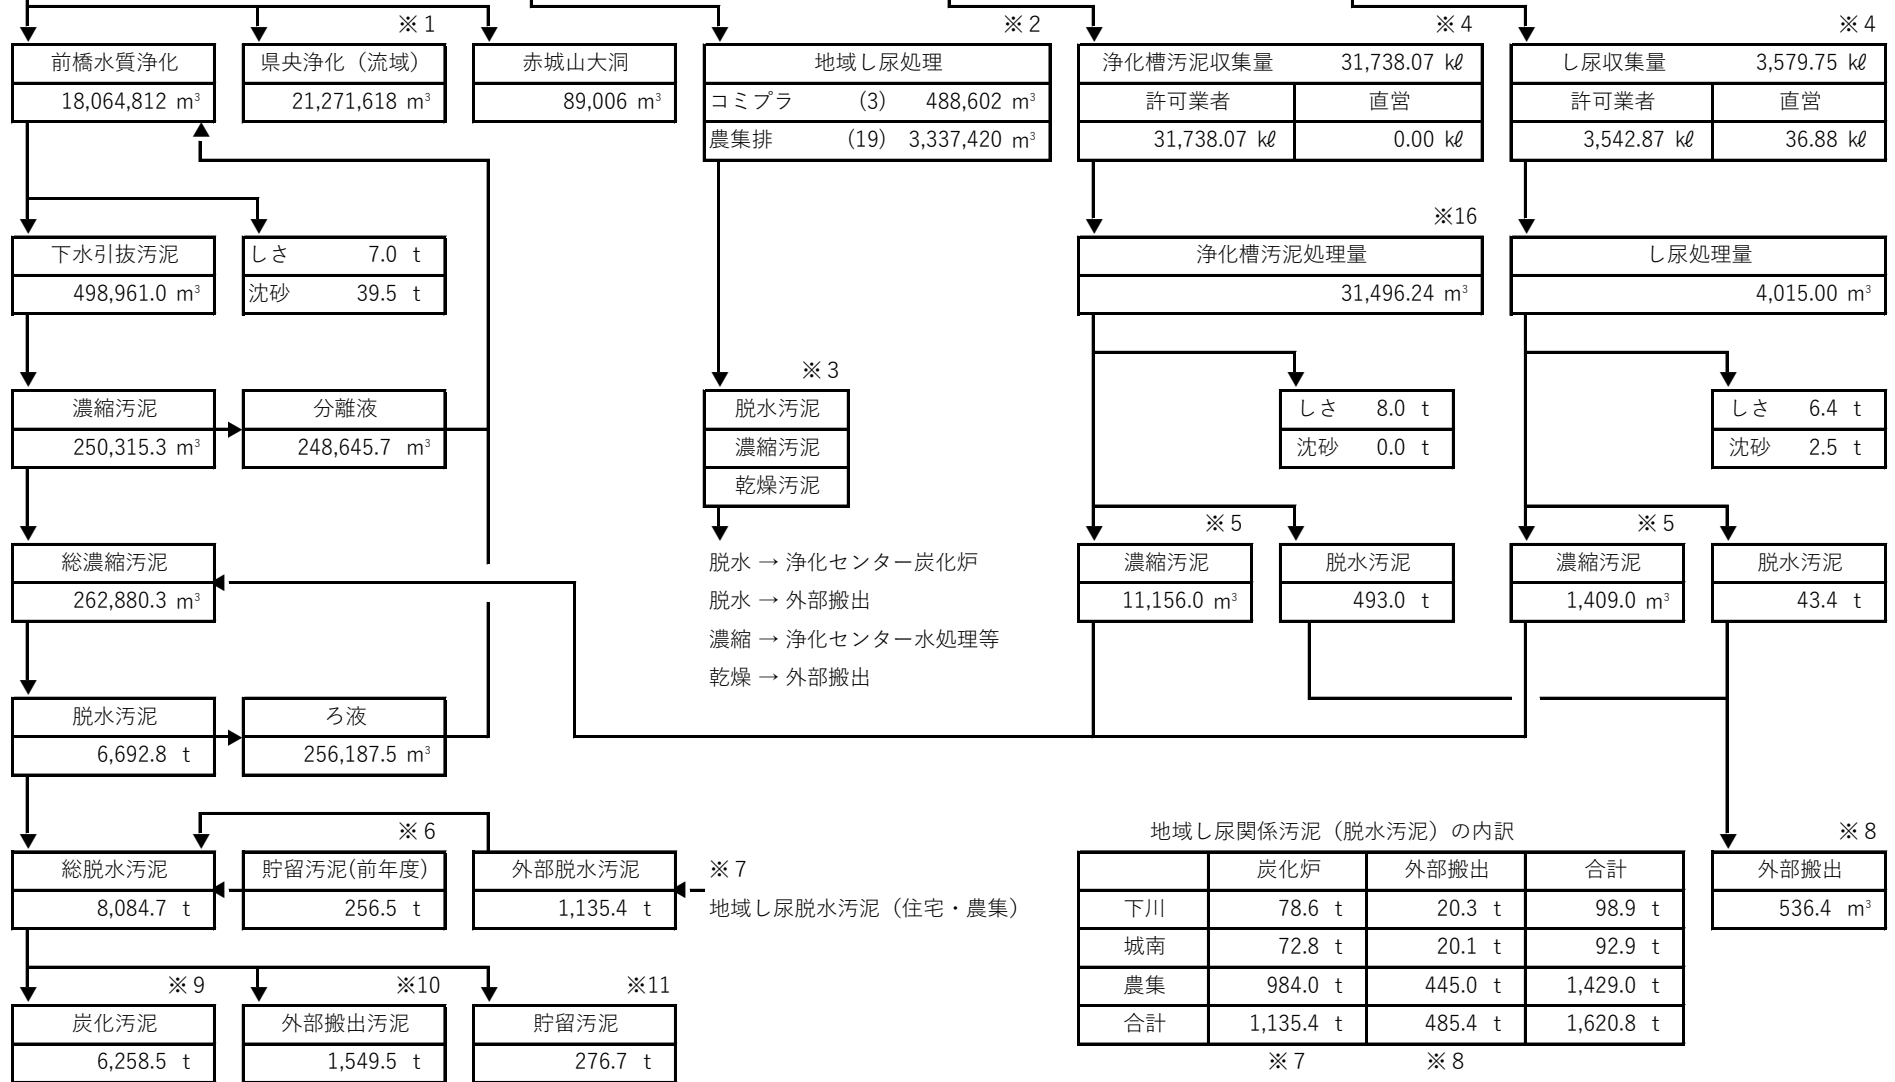 ※１ ※２ ※４ ※４
前橋水質浄化 県央浄化（流域） 赤城山大洞 地域し尿処理 浄化槽汚泥収集量 31,738.07 ㎘ し尿収集量 3,579.75 ㎘
18,064,812 m³ 21,271,618 m³ 89,006 m³ コミプラ (3) 488,602 m³ 許可業者 直営 許可業者 直営
農集排 (19) 3,337,420 m³ 31,738.07 ㎘ 0.00 ㎘ 3,542.87 ㎘ 36.88 ㎘
※16
下水引抜汚泥 しさ 7.0 t 浄化槽汚泥処理量 し尿処理量
498,961.0 m³ 沈砂 39.5 t 31,496.24 m³ 4,015.00 m³
※３
濃縮汚泥 分離液 脱水汚泥 しさ 8.0 t しさ 6.4 t
250,315.3 m³ 248,645.7 m³ 濃縮汚泥 沈砂 0.0 t 沈砂 2.5 t
乾燥汚泥
※５ ※５
総濃縮汚泥 脱水 → 浄化センター炭化炉 濃縮汚泥 脱水汚泥 濃縮汚泥 脱水汚泥
262,880.3 m³ 脱水 → 外部搬出 11,156.0 m³ 493.0 t 1,409.0 m³ 43.4 t
濃縮 → 浄化センター水処理等
乾燥 → 外部搬出
脱水汚泥 ろ液
6,692.8 t 256,187.5 m³
※６ 地域し尿関係汚泥（脱水汚泥）の内訳 ※８
総脱水汚泥 貯留汚泥(前年度) 外部脱水汚泥 ※７ 炭化炉 外部搬出 合計 外部搬出
8,084.7 t 256.5 t 1,135.4 t 地域し尿脱水汚泥（住宅・農集） 下川 78.6 t 20.3 t 98.9 t 536.4 m³
城南 72.8 t 20.1 t 92.9 t
※９ ※10 ※11 農集 984.0 t 445.0 t 1,429.0 t
炭化汚泥 外部搬出汚泥 貯留汚泥 合計 1,135.4 t 485.4 t 1,620.8 t
6,258.5 t 1,549.5 t 276.7 t ※７ ※８